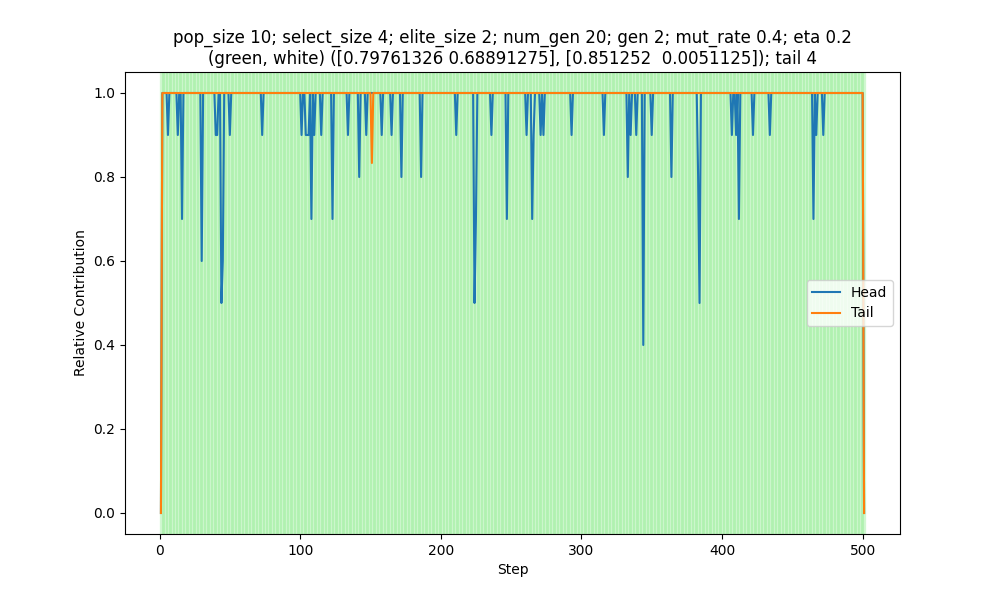 pop_size 10; select_size 4; elite_size 2; num_gen 20; gen 2; mut_rate 0.4; eta 0.2
(green, white) ([0.79761326 0.68891275], [0.851252  0.0051125]); tail 4
1.0
0.8
0.6
0.4
0.2
0.0
Relative Contribution
Head
Tail
0
100
200
300
400
500
Step